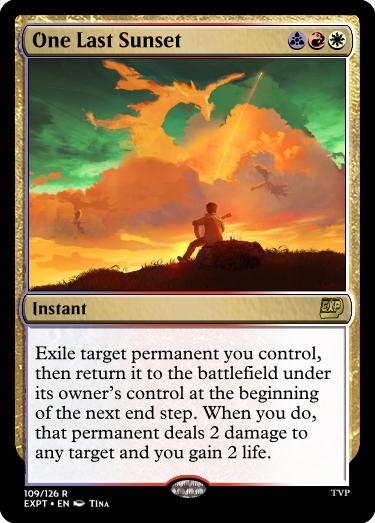 One Last Sunset
Instant
EXP
Exile target permanent you control,
then return it to the battlefield under
its owner's control at the beginning
of the next end step. When you do,
that permanent deals 2 damage to
any target and you gain 2 life.
109/126 R
EXPT • EN Tina
TVP